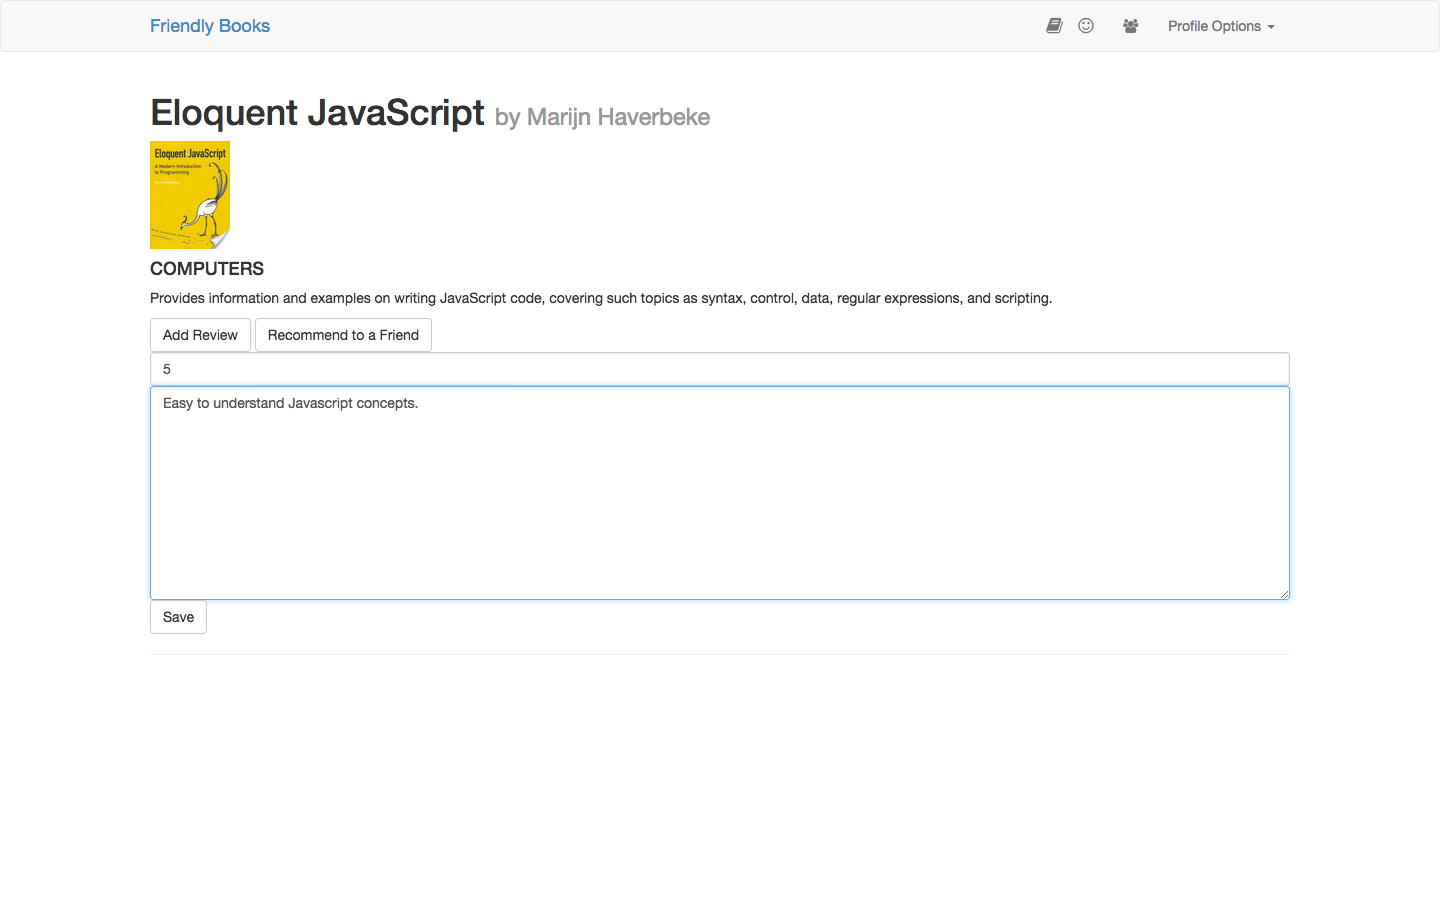 Friendly Books
Profile Options
Eloquent JavaScript by Marijn Haverbeke
Eloquent JavaScript
A Modern Introduction
to Programming
COMPUTERS
Provides information and examples on writing JavaScript code, covering such topics as syntax, control, data, regular expressions, and scripting.
Add Review
Recommend to a Friend
5
Easy to understand Javascript concepts.
Save